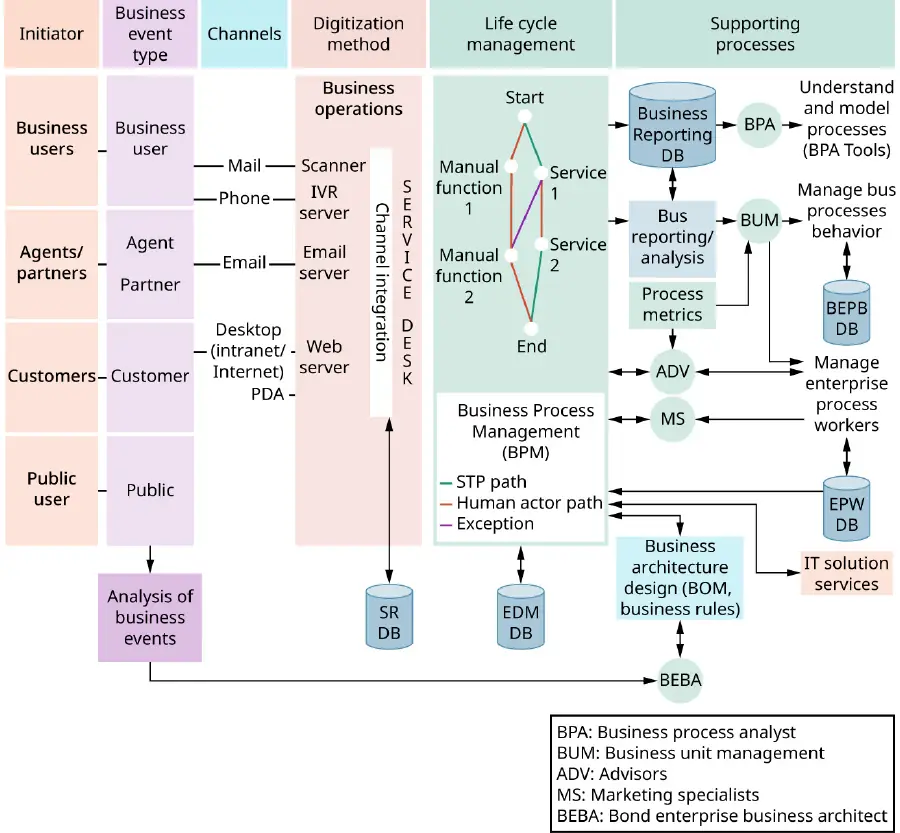 Initiator
Business
event
type
Channels
Digitization
method
Life cycle
management
Supporting
processes
Business
users
Agents/
partners
Customers
Public
user
Business
user
Agent
Partner
Customer
Public
Analysis of
business
events
Mail
Phone
Email
Desktop
(intranet/
Internet)
PDA
Business
operations
Scanner
IVR
server
Email
server
Web
server
Channel integration
SERVICE DESK
SR
DB
Start
Manual
function
1
Service
1
Manual
function
2
Service
2
End
Business Process
Management
(BPM)
STP path
Human actor path
Exception
EDM
DB
Business
Reporting
DB
BPA
Understand
and model
processes
(BPA Tools)
Bus
reporting/
analysis
BUM
Manage bus
processes
behavior
Process
metrics
BEPB
DB
ADV
Manage
enterprise
process
workers
MS
EPW
DB
Business
architecture
design (BOM,
business rules)
IT solution
services
BEBA
BPA: Business process analyst
BUM: Business unit management
ADV: Advisors
MS: Marketing specialists
BEBA: Bond enterprise business architect